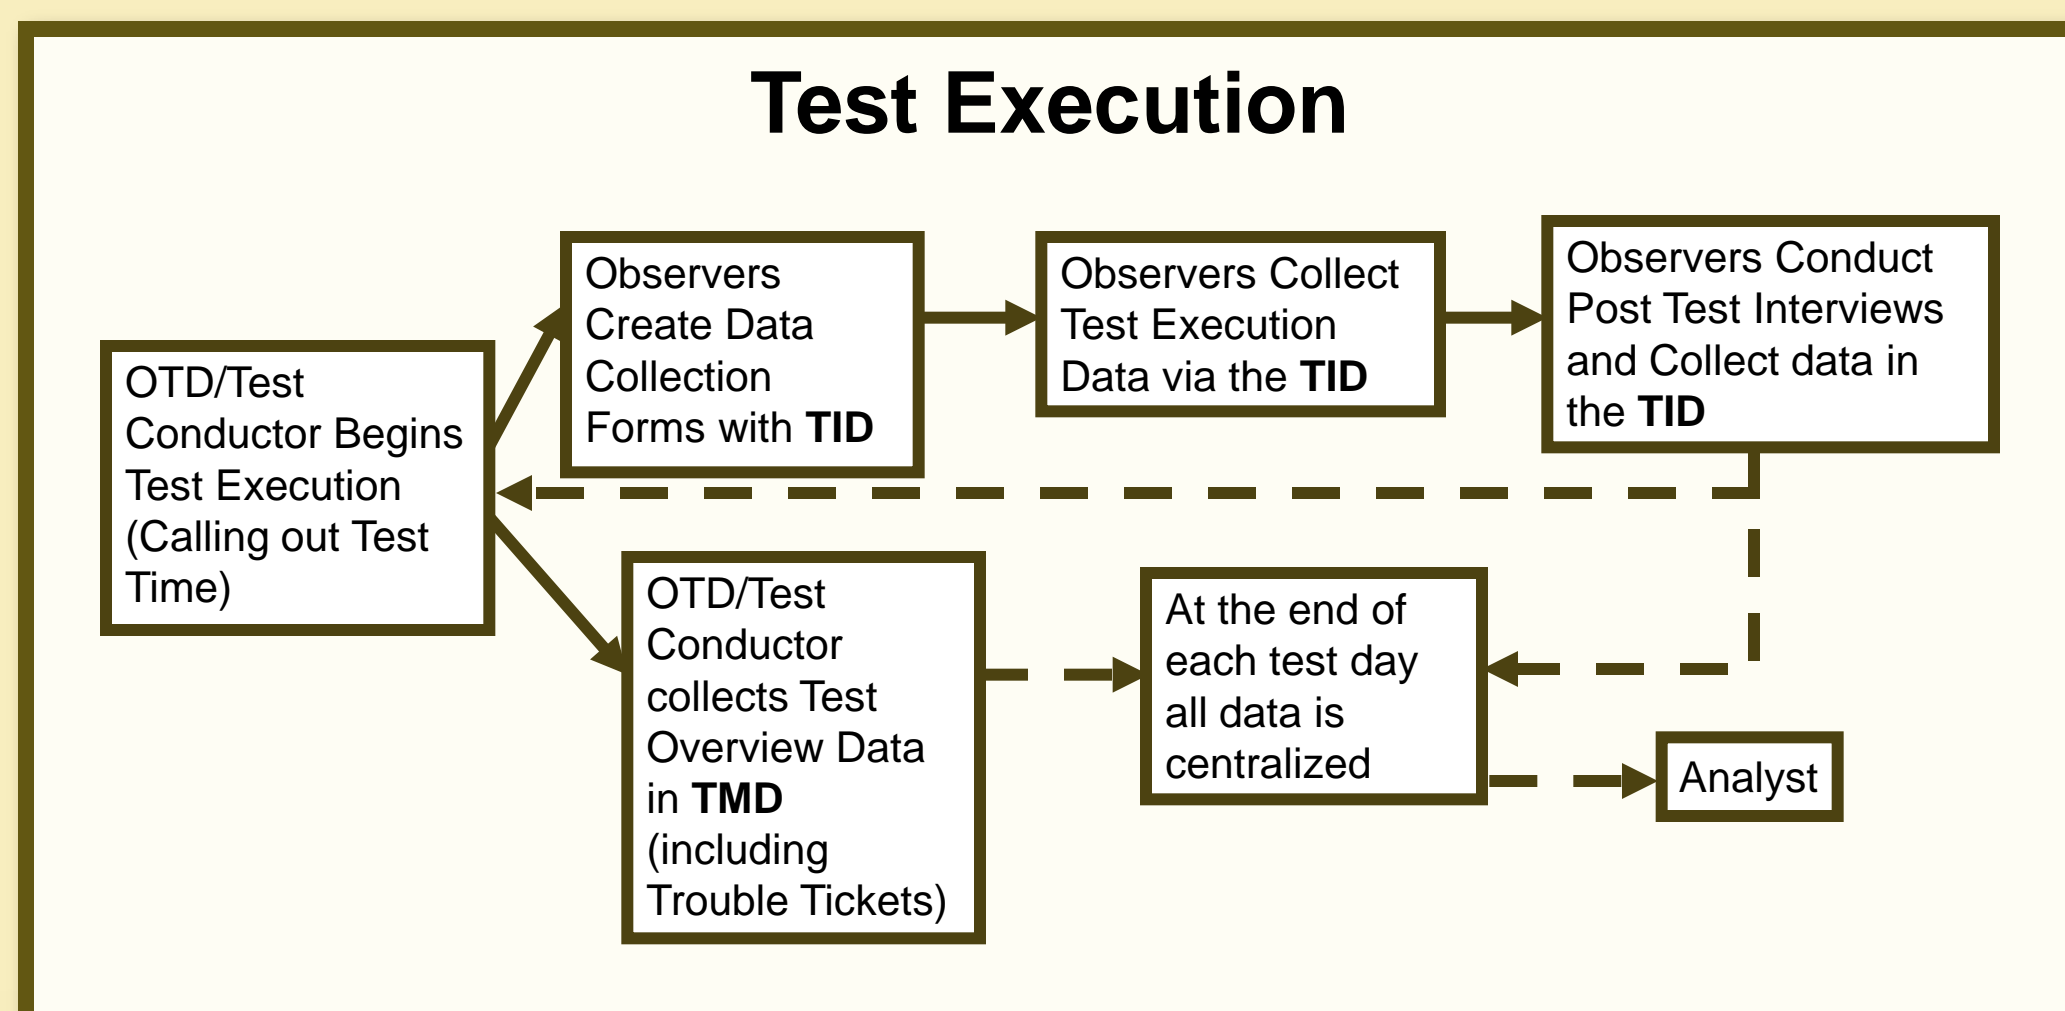 Test Execution
OTD/Test
Conductor Begins
Test Execution
(Calling out Test
Time)
Observers
Create Data
Collection
Forms with TID
Observers Collect
Test Execution
Data via the TID
Observers Conduct
Post Test Interviews
and Collect data in
the TID
OTD/Test
Conductor
collects Test
Overview Data
in TMD
(including
Trouble Tickets)
At the end of
each test day
all data is
centralized
Analyst